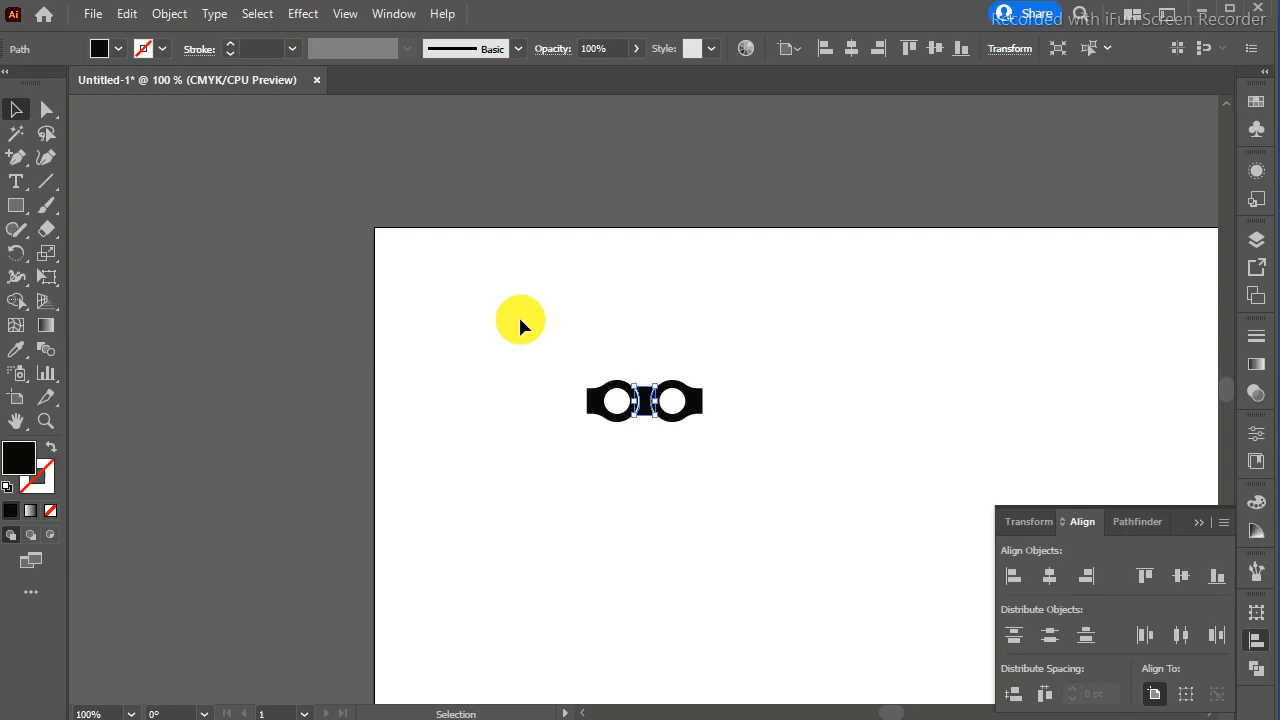 Ai File Edit Object Type Select Effect View Window Help Share
Recorded with iFun Screen Recorder
Path Stroke: Basic Opacity: 100% Style: Transform
Untitled-1* @ 100 % (CMYK/CPU Preview) ×
Transform Align Pathfinder
Align Objects:
Distribute Objects:
Distribute Spacing: Align To:
0 pt
100% 0° 1 Selection